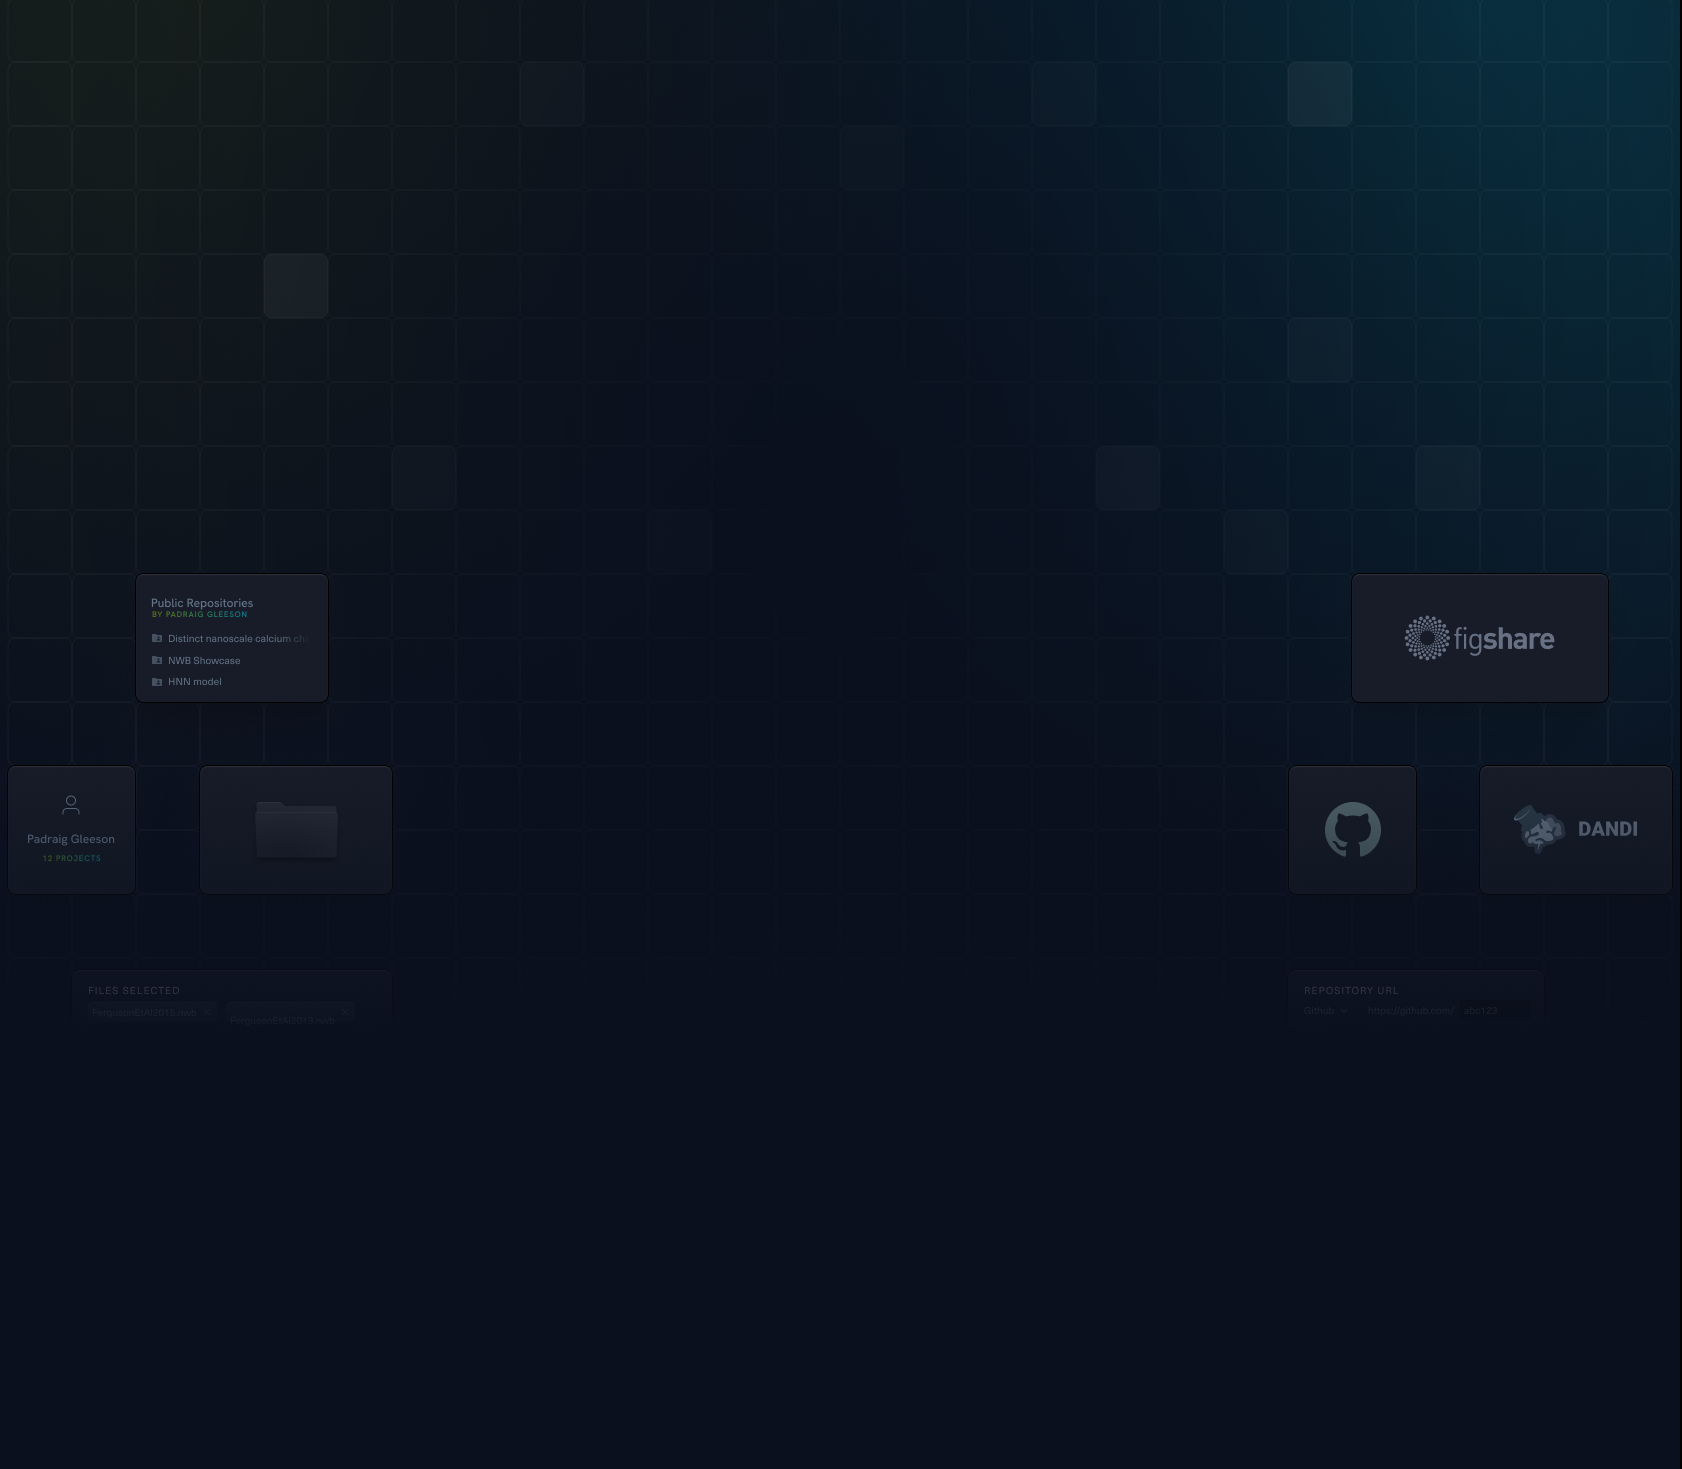 Public Repositories
BY PADRAIG GLEESON
Distinct nanoscale calcium ch
NWB Showcase
HNN model
figshare
Padraig Gleeson
12 PROJECTS
DANDI
FILES SELECTED
FergusonEtAl2015.nwb
FergusonEtAl2015.nwb
REPOSITORY URL
Github https://github.com/ abc123